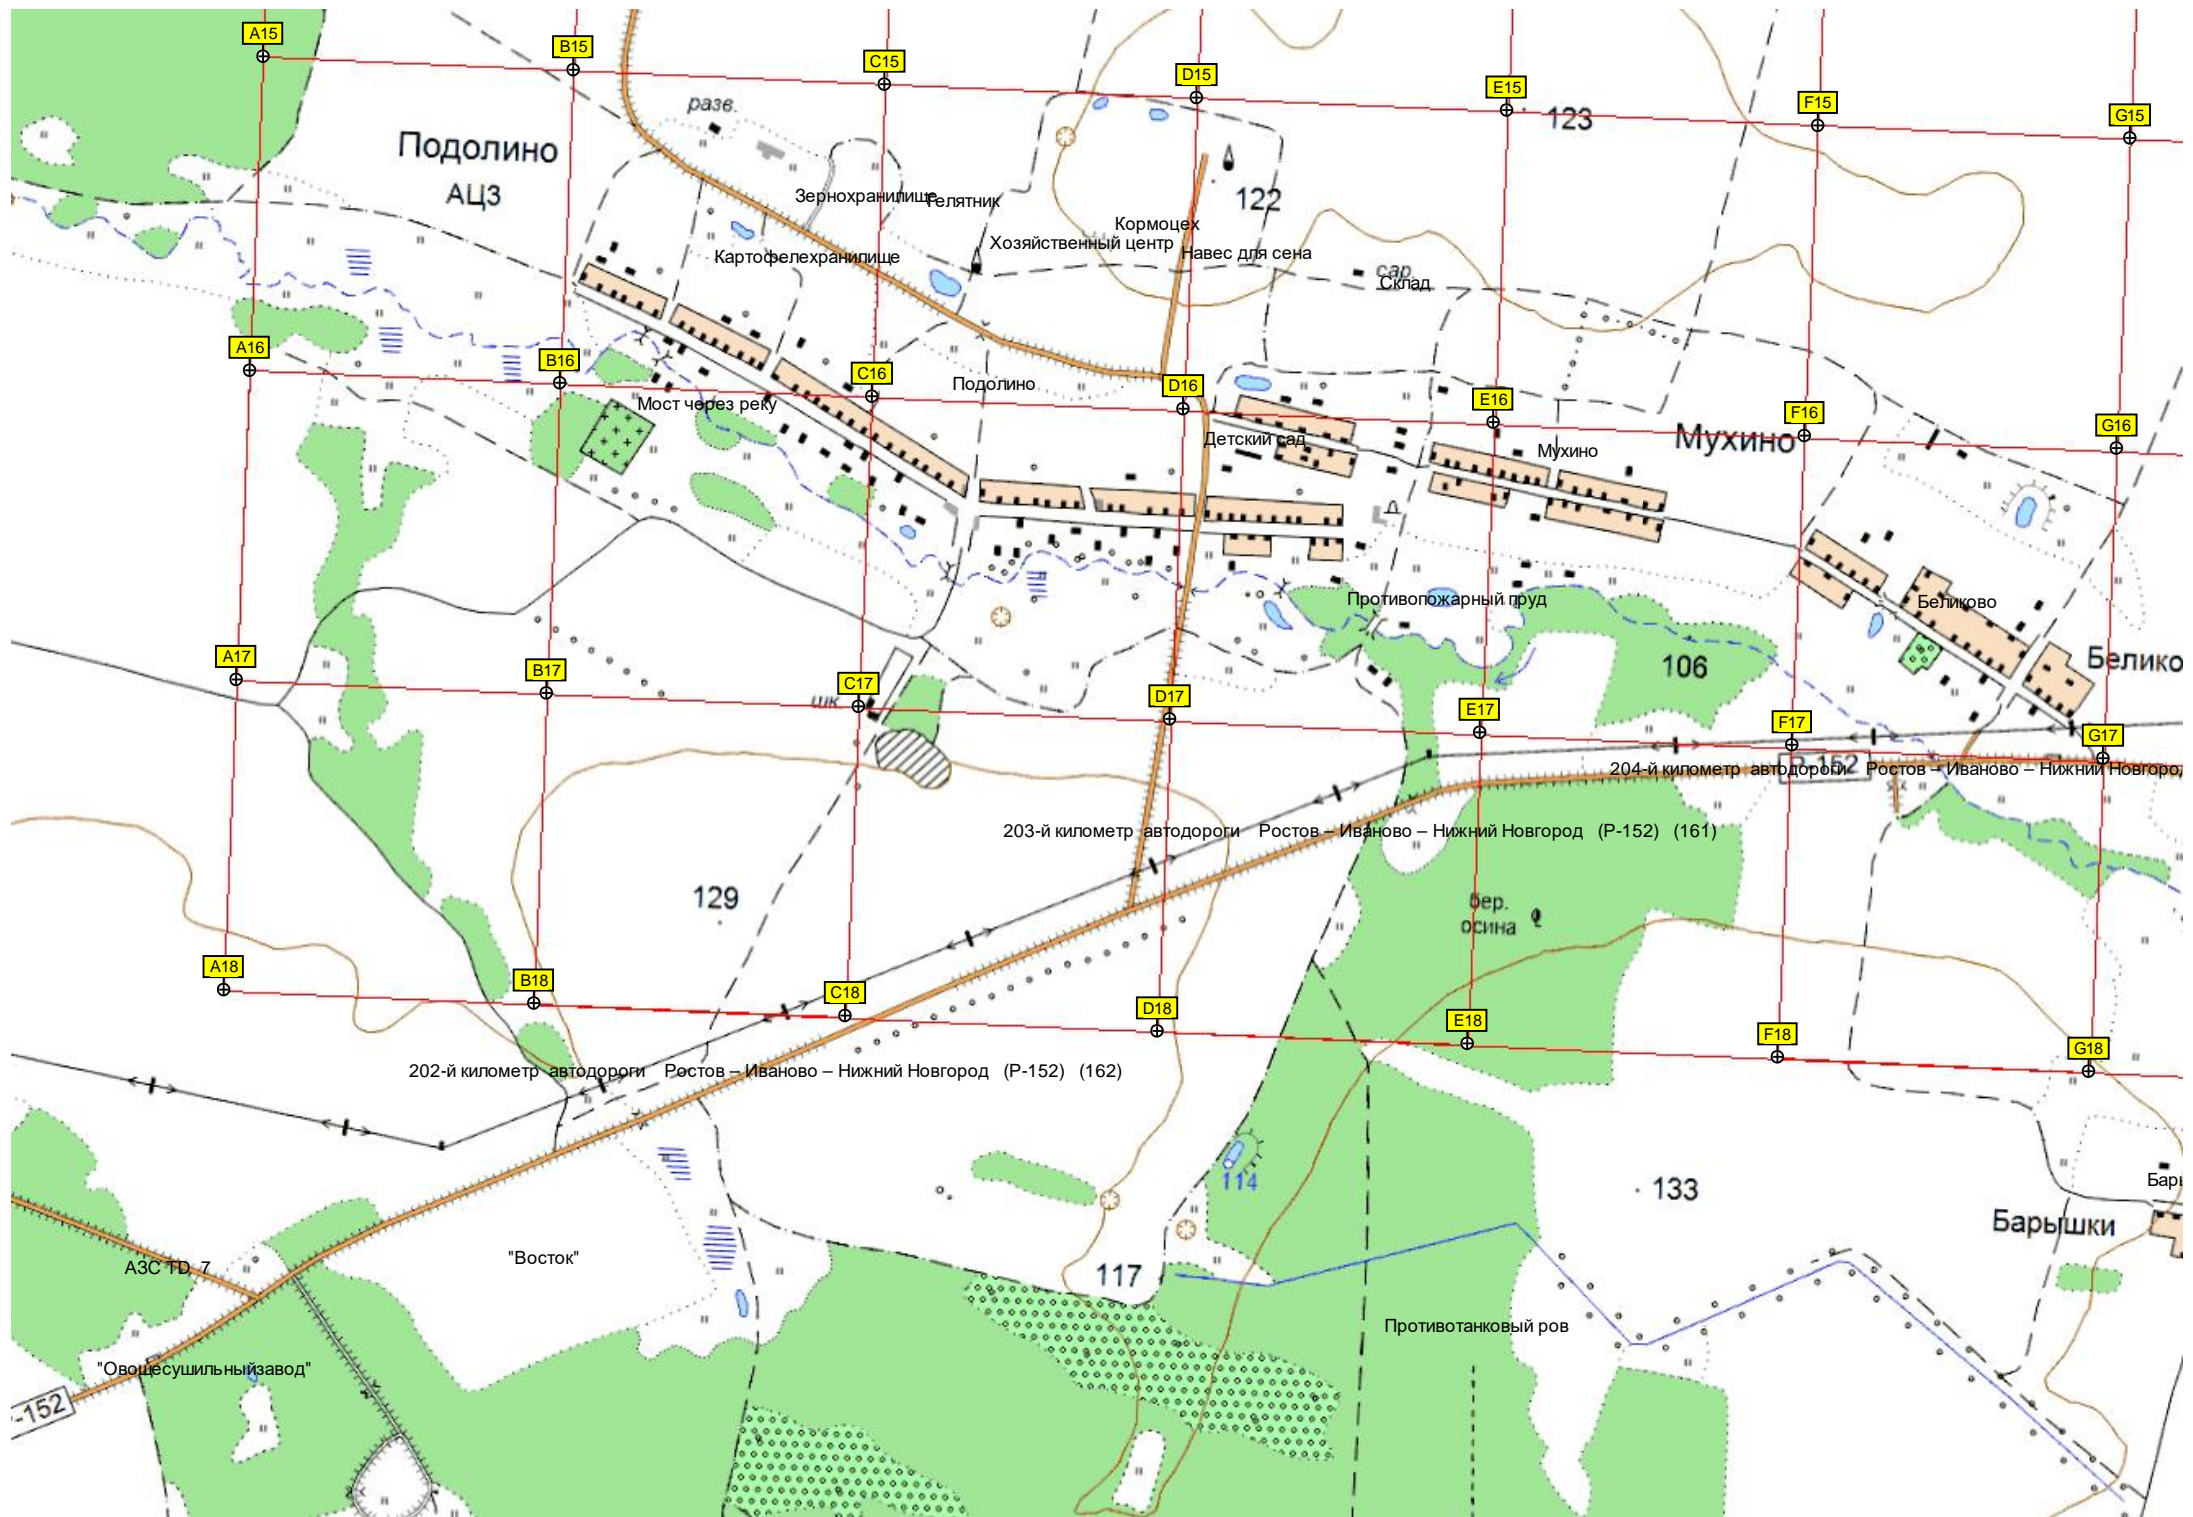 A15
B15
C15
D15
E15
F15
G15
разв.
123
Подолино
АЦЗ
Зернохранилище
Телятник
122
Кормоцех
Хозяйственный центр
Навес для сена
Картофелехранилище
сар.
Склад
A16
B16
C16
D16
E16
F16
G16
Подолино
Мост через реку
Детский сад
Мухино
Мухино
Противопожарный пруд
Беликово
106
Белико
A17
B17
C17
D17
E17
F17
G17
шк.
204-й километр автодороги Ростов – Иваново – Нижний Новгород
Р-152
203-й километр автодороги Ростов – Иваново – Нижний Новгород (Р-152) (161)
129
бер.
осина
A18
B18
C18
D18
E18
F18
G18
202-й километр автодороги Ростов – Иваново – Нижний Новгород (Р-152) (162)
114
133
Бары
Барышки
"Восток"
АЗС TD_7
117
Противотанковый ров
"Овощесушильныйзавод"
-152